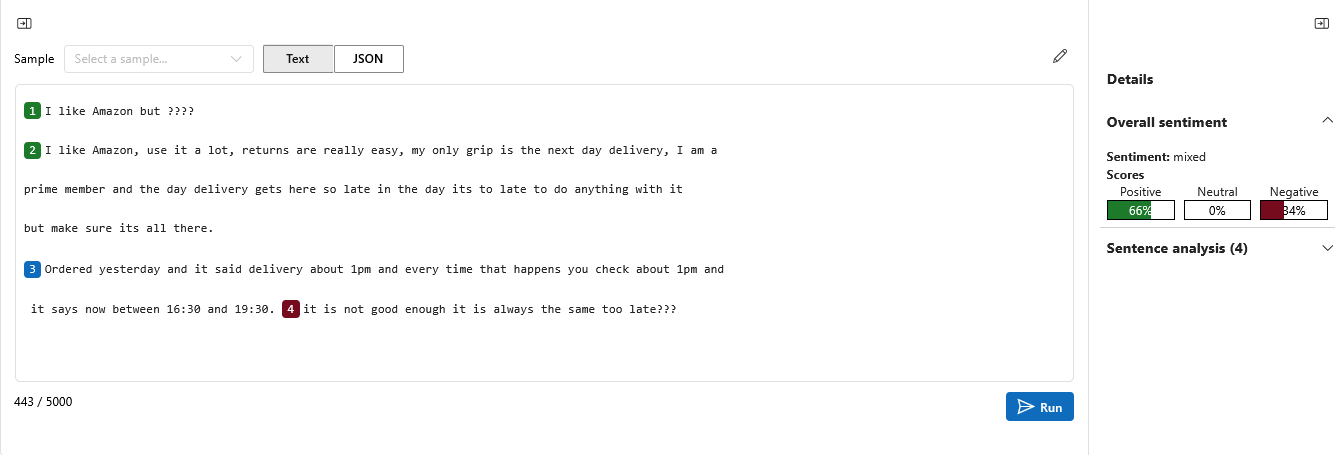 Sample Select a sample... Text JSON
1 I like Amazon but ????
2 I like Amazon, use it a lot, returns are really easy, my only grip is the next day delivery, I am a
prime member and the day delivery gets here so late in the day its to late to do anything with it
but make sure its all there.
3 Ordered yesterday and it said delivery about 1pm and every time that happens you check about 1pm and
it says now between 16:30 and 19:30. 4 it is not good enough it is always the same too late???
443 / 5000
Run
Details
Overall sentiment
Sentiment: mixed
Scores
Positive Neutral Negative
66% 0% 34%
Sentence analysis (4)